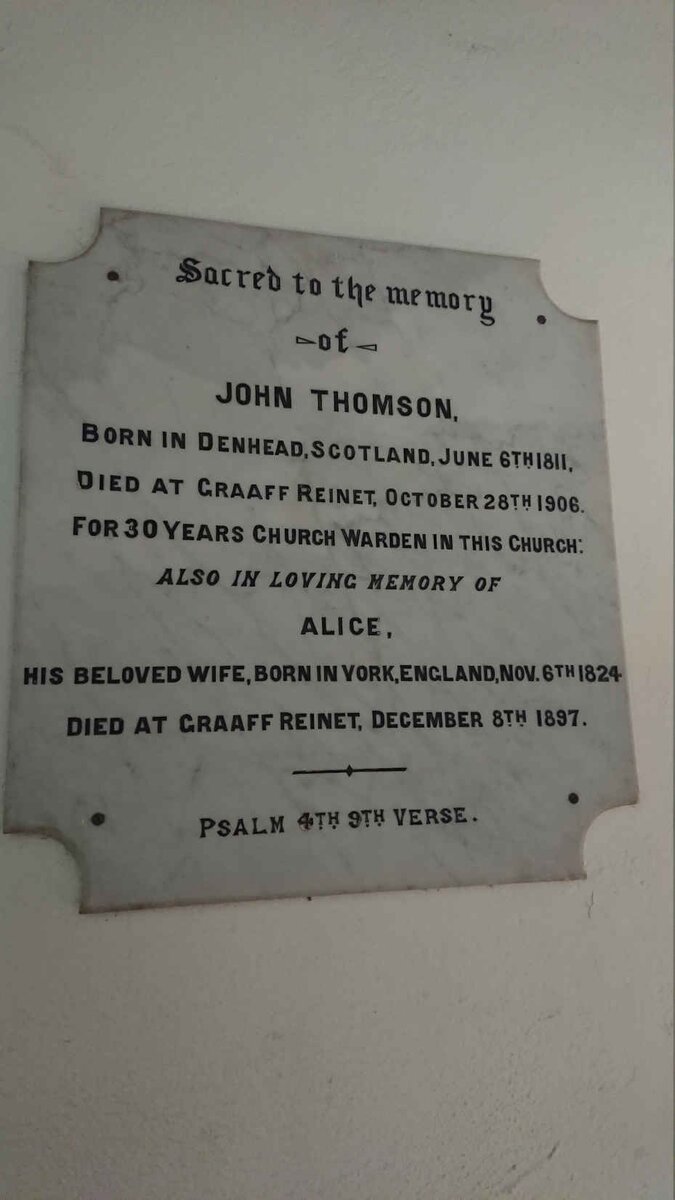 Sacred to the memory
of
JOHN THOMSON,
BORN IN DENHEAD, SCOTLAND, JUNE 6TH 1811,
DIED AT GRAAFF REINET, OCTOBER 28TH 1906.
FOR 30 YEARS CHURCH WARDEN IN THIS CHURCH:
ALSO IN LOVING MEMORY OF
ALICE,
HIS BELOVED WIFE, BORN IN YORK, ENGLAND, NOV. 6TH 1824
DIED AT GRAAFF REINET, DECEMBER 8TH 1897.
PSALM 4TH 9TH VERSE.